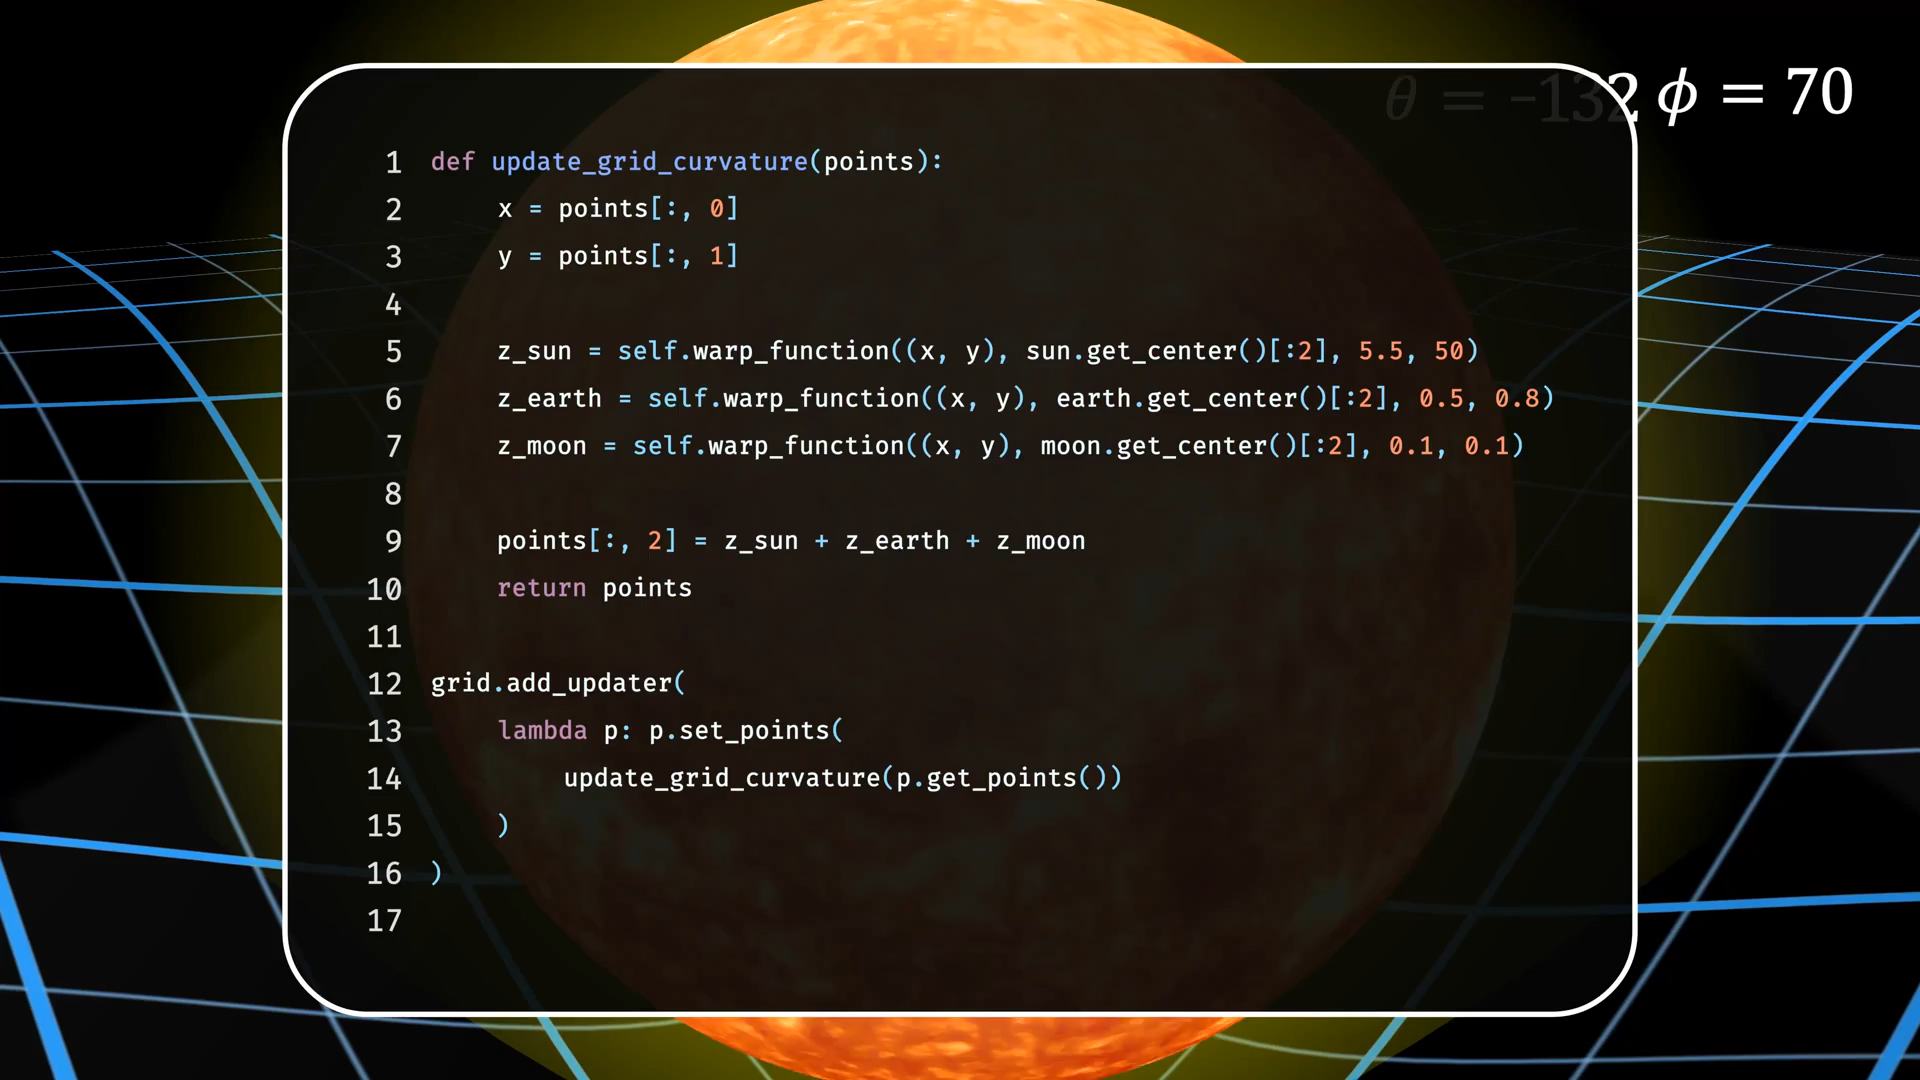 θ = -132 ϕ = 70
1 def update_grid_curvature(points):
2 x = points[:, 0]
3 y = points[:, 1]
4
5 z_sun = self.warp_function((x, y), sun.get_center()[:2], 5.5, 50)
6 z_earth = self.warp_function((x, y), earth.get_center()[:2], 0.5, 0.8)
7 z_moon = self.warp_function((x, y), moon.get_center()[:2], 0.1, 0.1)
8
9 points[:, 2] = z_sun + z_earth + z_moon
10 return points
11
12 grid.add_updater(
13 lambda p: p.set_points(
14 update_grid_curvature(p.get_points())
15 )
16 )
17